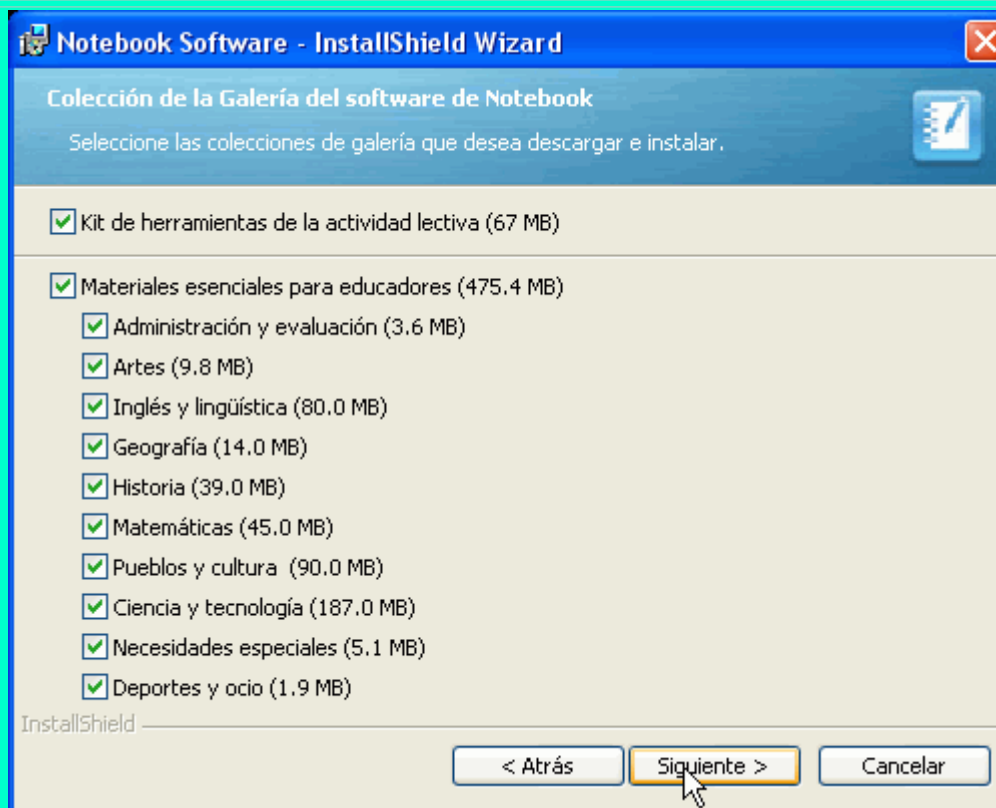 Notebook Software - InstallShield Wizard
Colección de la Galería del software de Notebook
Seleccione las colecciones de galería que desea descargar e instalar.
Kit de herramientas de la actividad lectiva (67 MB)
Materiales esenciales para educadores (475.4 MB)
Administración y evaluación (3.6 MB)
Artes (9.8 MB)
Inglés y lingüística (80.0 MB)
Geografía (14.0 MB)
Historia (39.0 MB)
Matemáticas (45.0 MB)
Pueblos y cultura (90.0 MB)
Ciencia y tecnología (187.0 MB)
Necesidades especiales (5.1 MB)
Deportes y ocio (1.9 MB)
InstallShield
< Atrás Siguiente > Cancelar